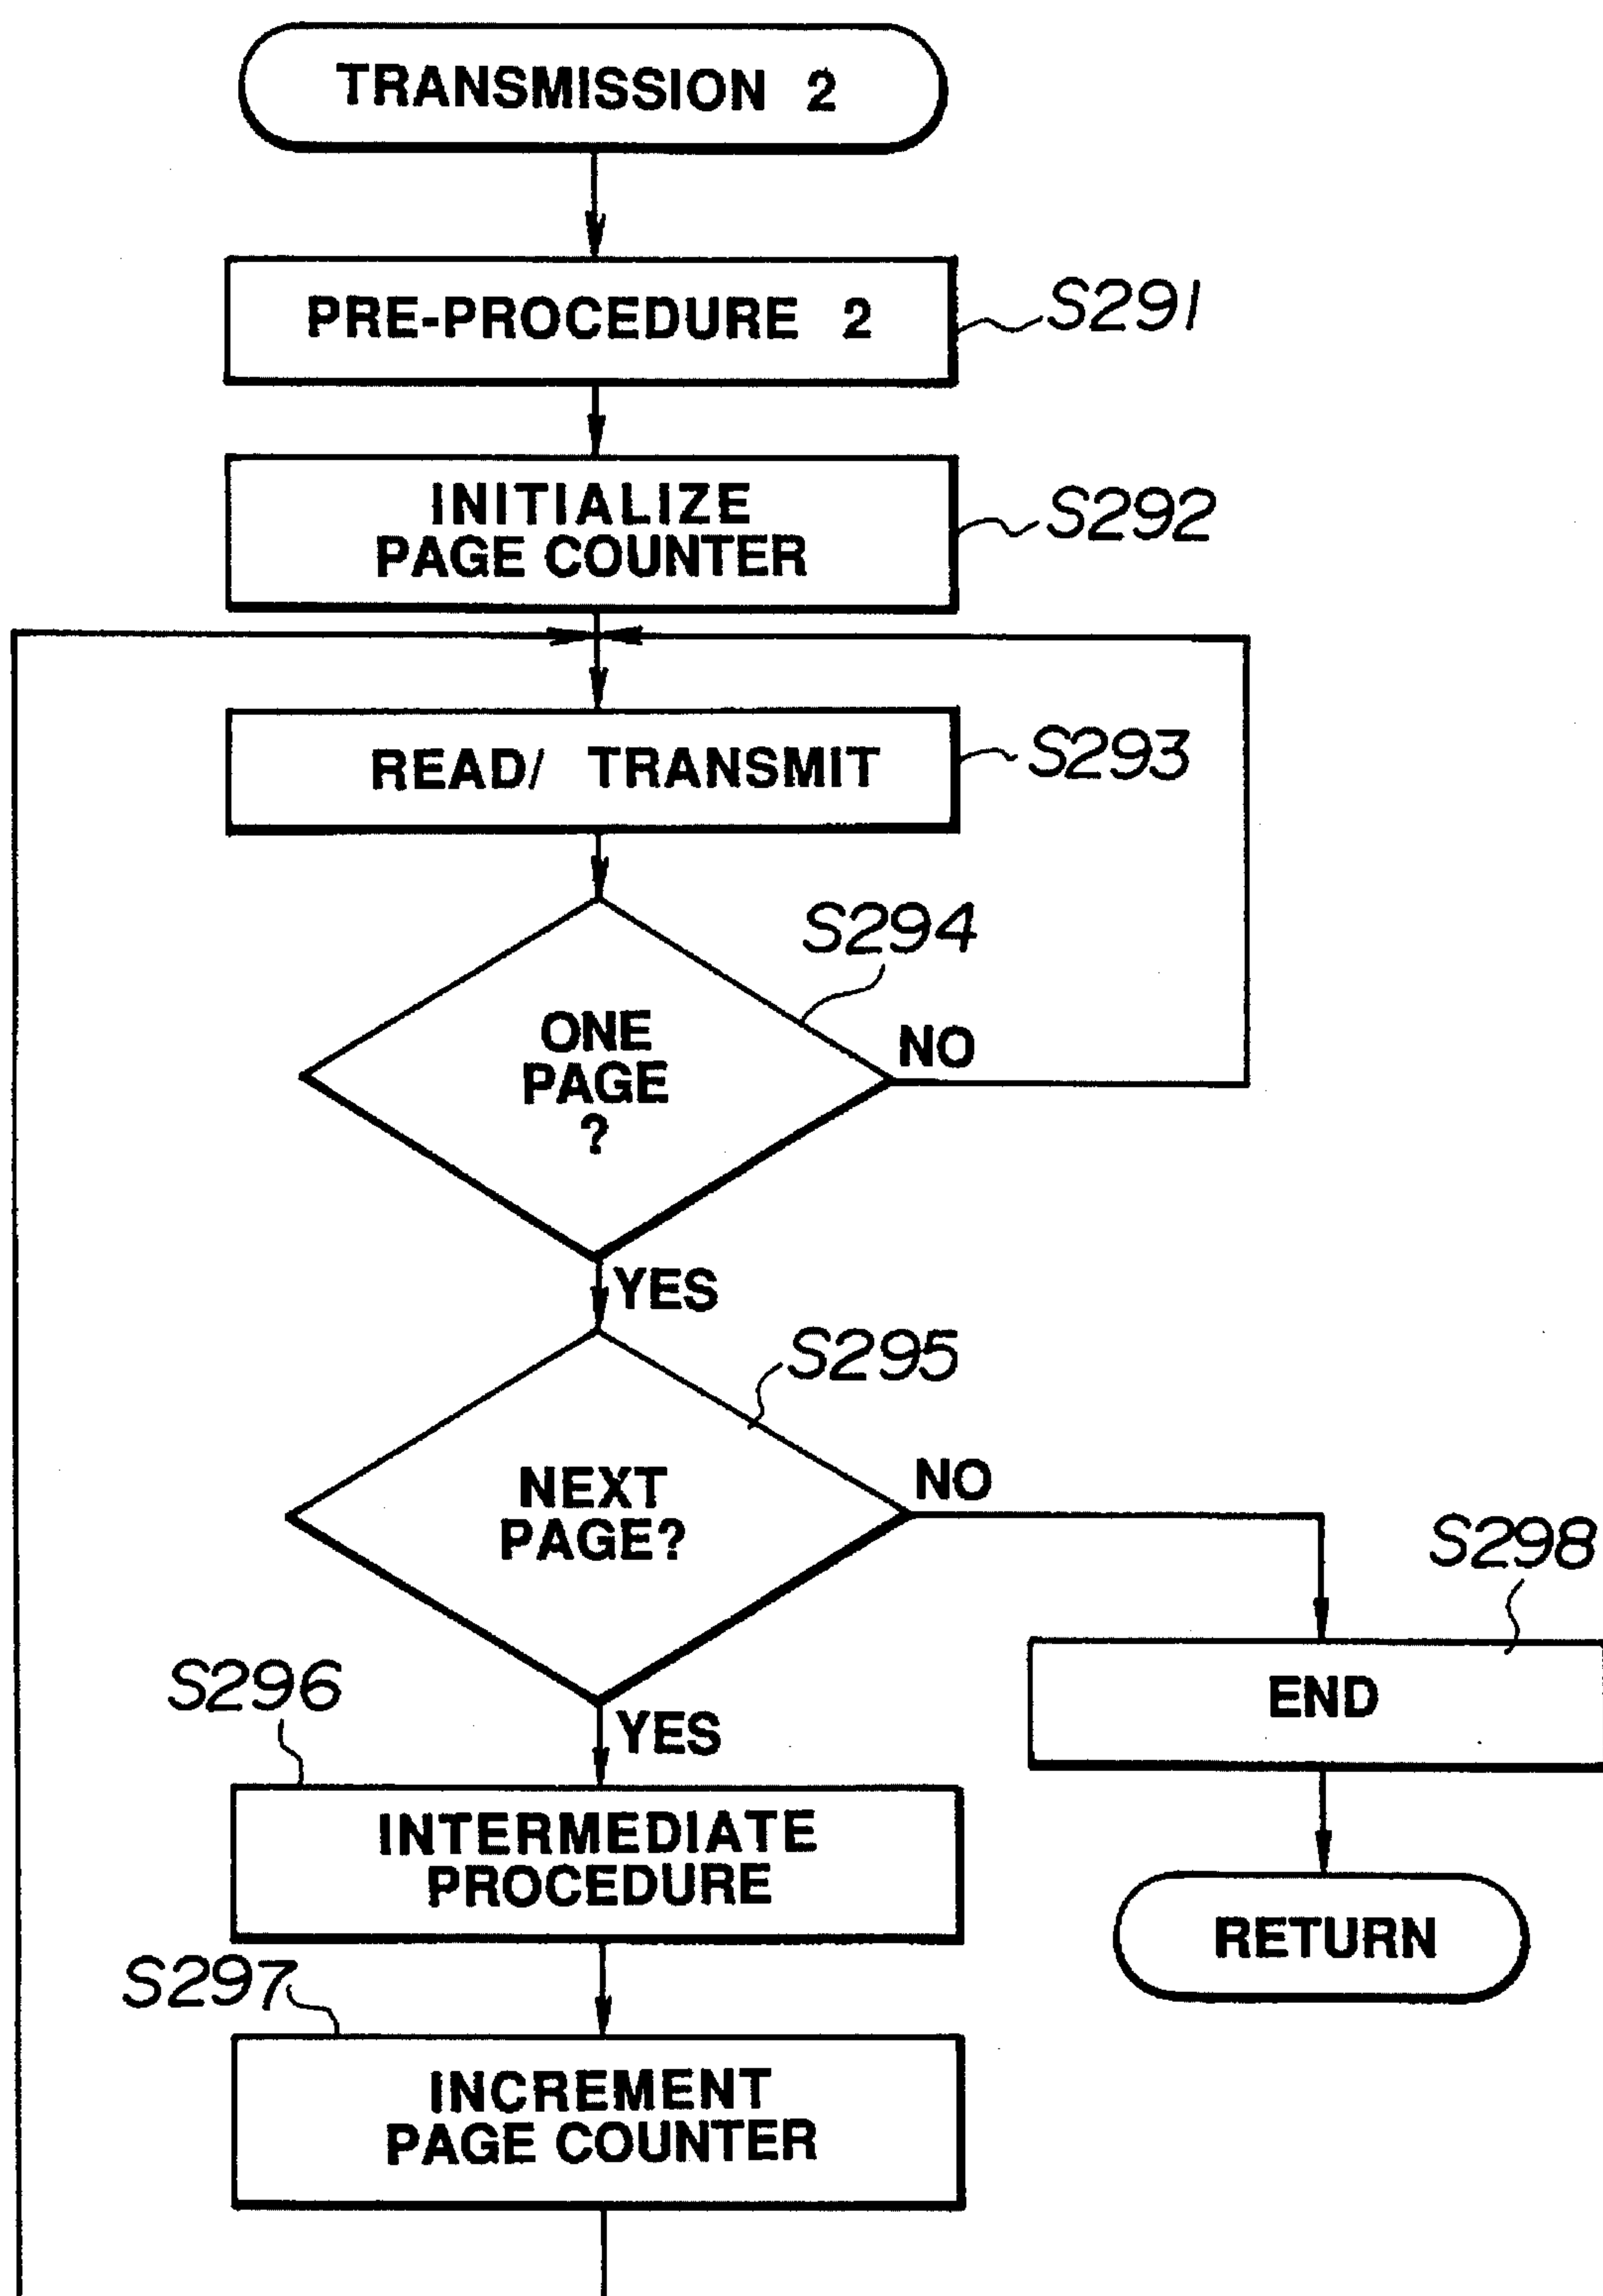 TRANSMISSION 2
PRE-PROCEDURE 2
S291
INITIALIZE
PAGE COUNTER
S292
READ/ TRANSMIT
S293
S294
ONE
PAGE
?
NO
YES
S295
NEXT
PAGE?
NO
S298
END
S296
YES
INTERMEDIATE
PROCEDURE
RETURN
S297
INCREMENT
PAGE COUNTER